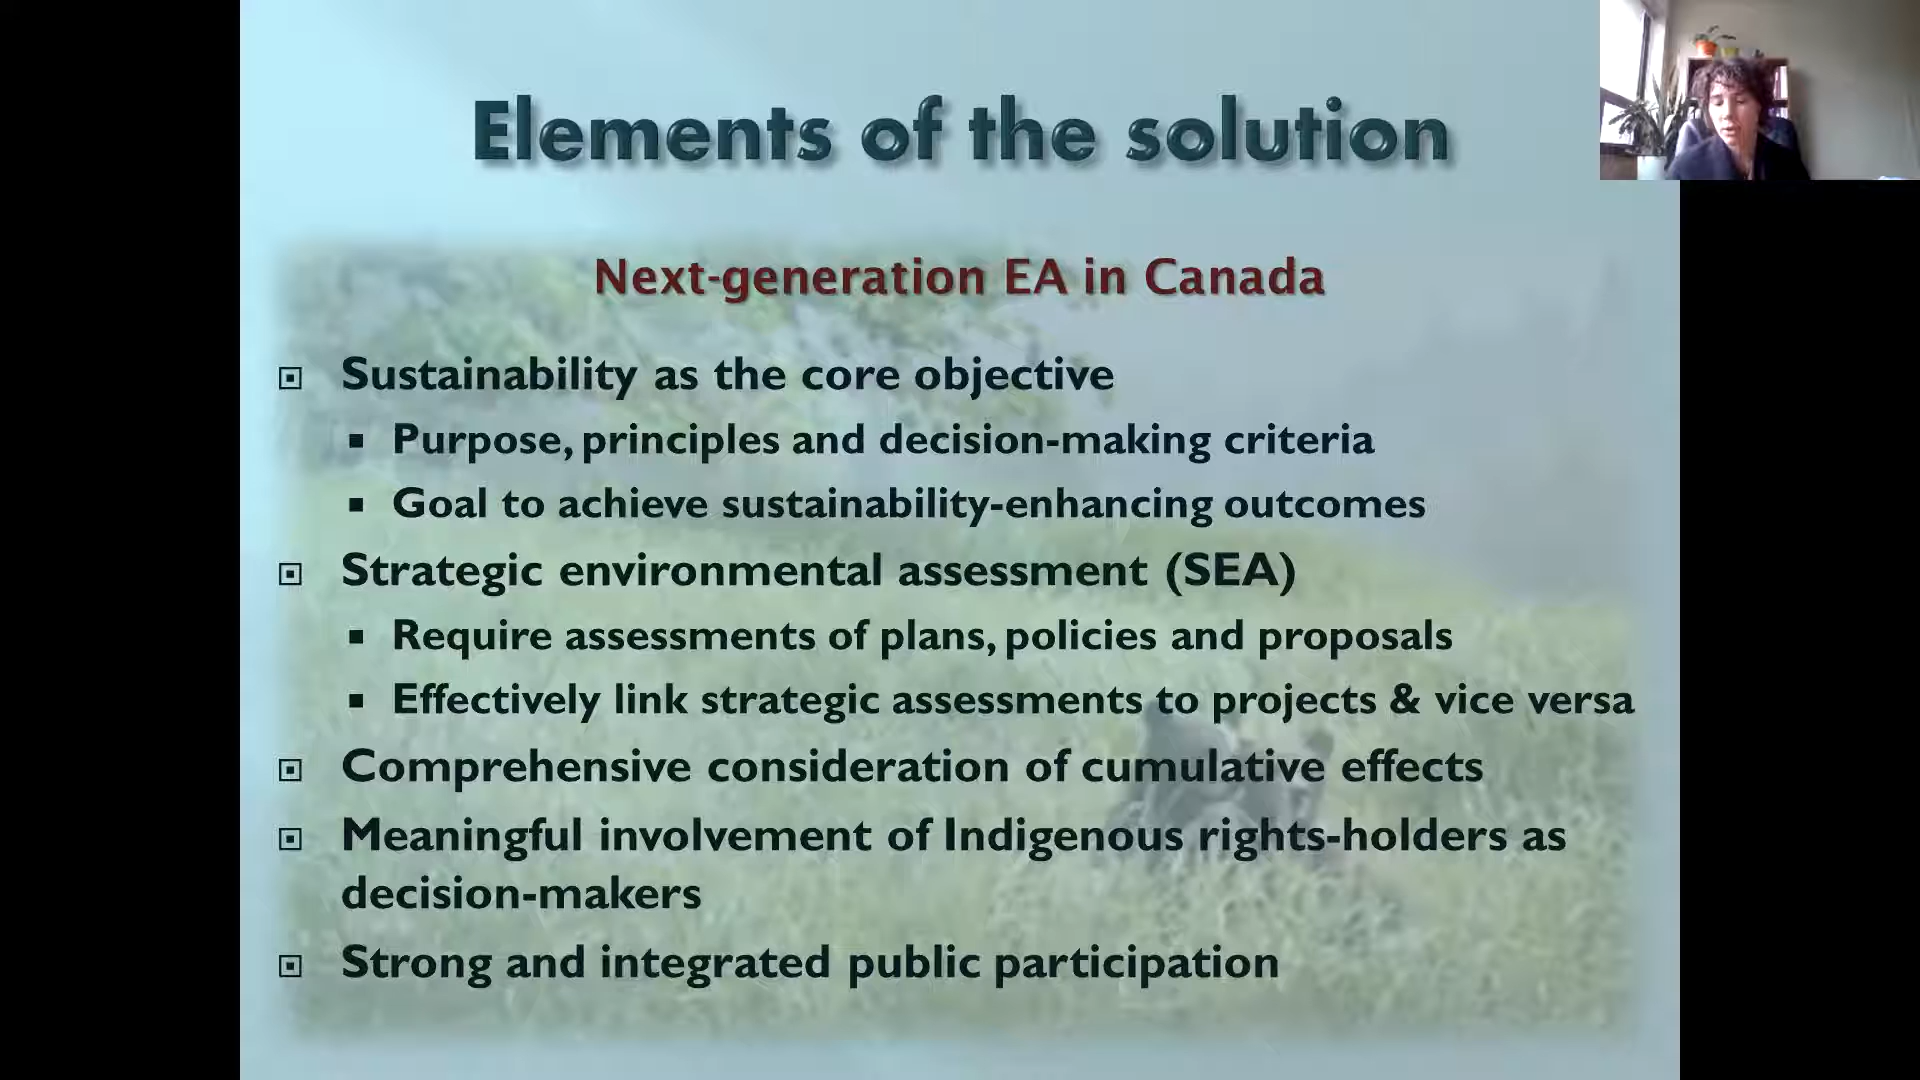 Elements of the solution
Next-generation EA in Canada
Sustainability as the core objective
Purpose, principles and decision-making criteria
Goal to achieve sustainability-enhancing outcomes
Strategic environmental assessment (SEA)
Require assessments of plans, policies and proposals
Effectively link strategic assessments to projects & vice versa
Comprehensive consideration of cumulative effects
Meaningful involvement of Indigenous rights-holders as
decision-makers
Strong and integrated public participation